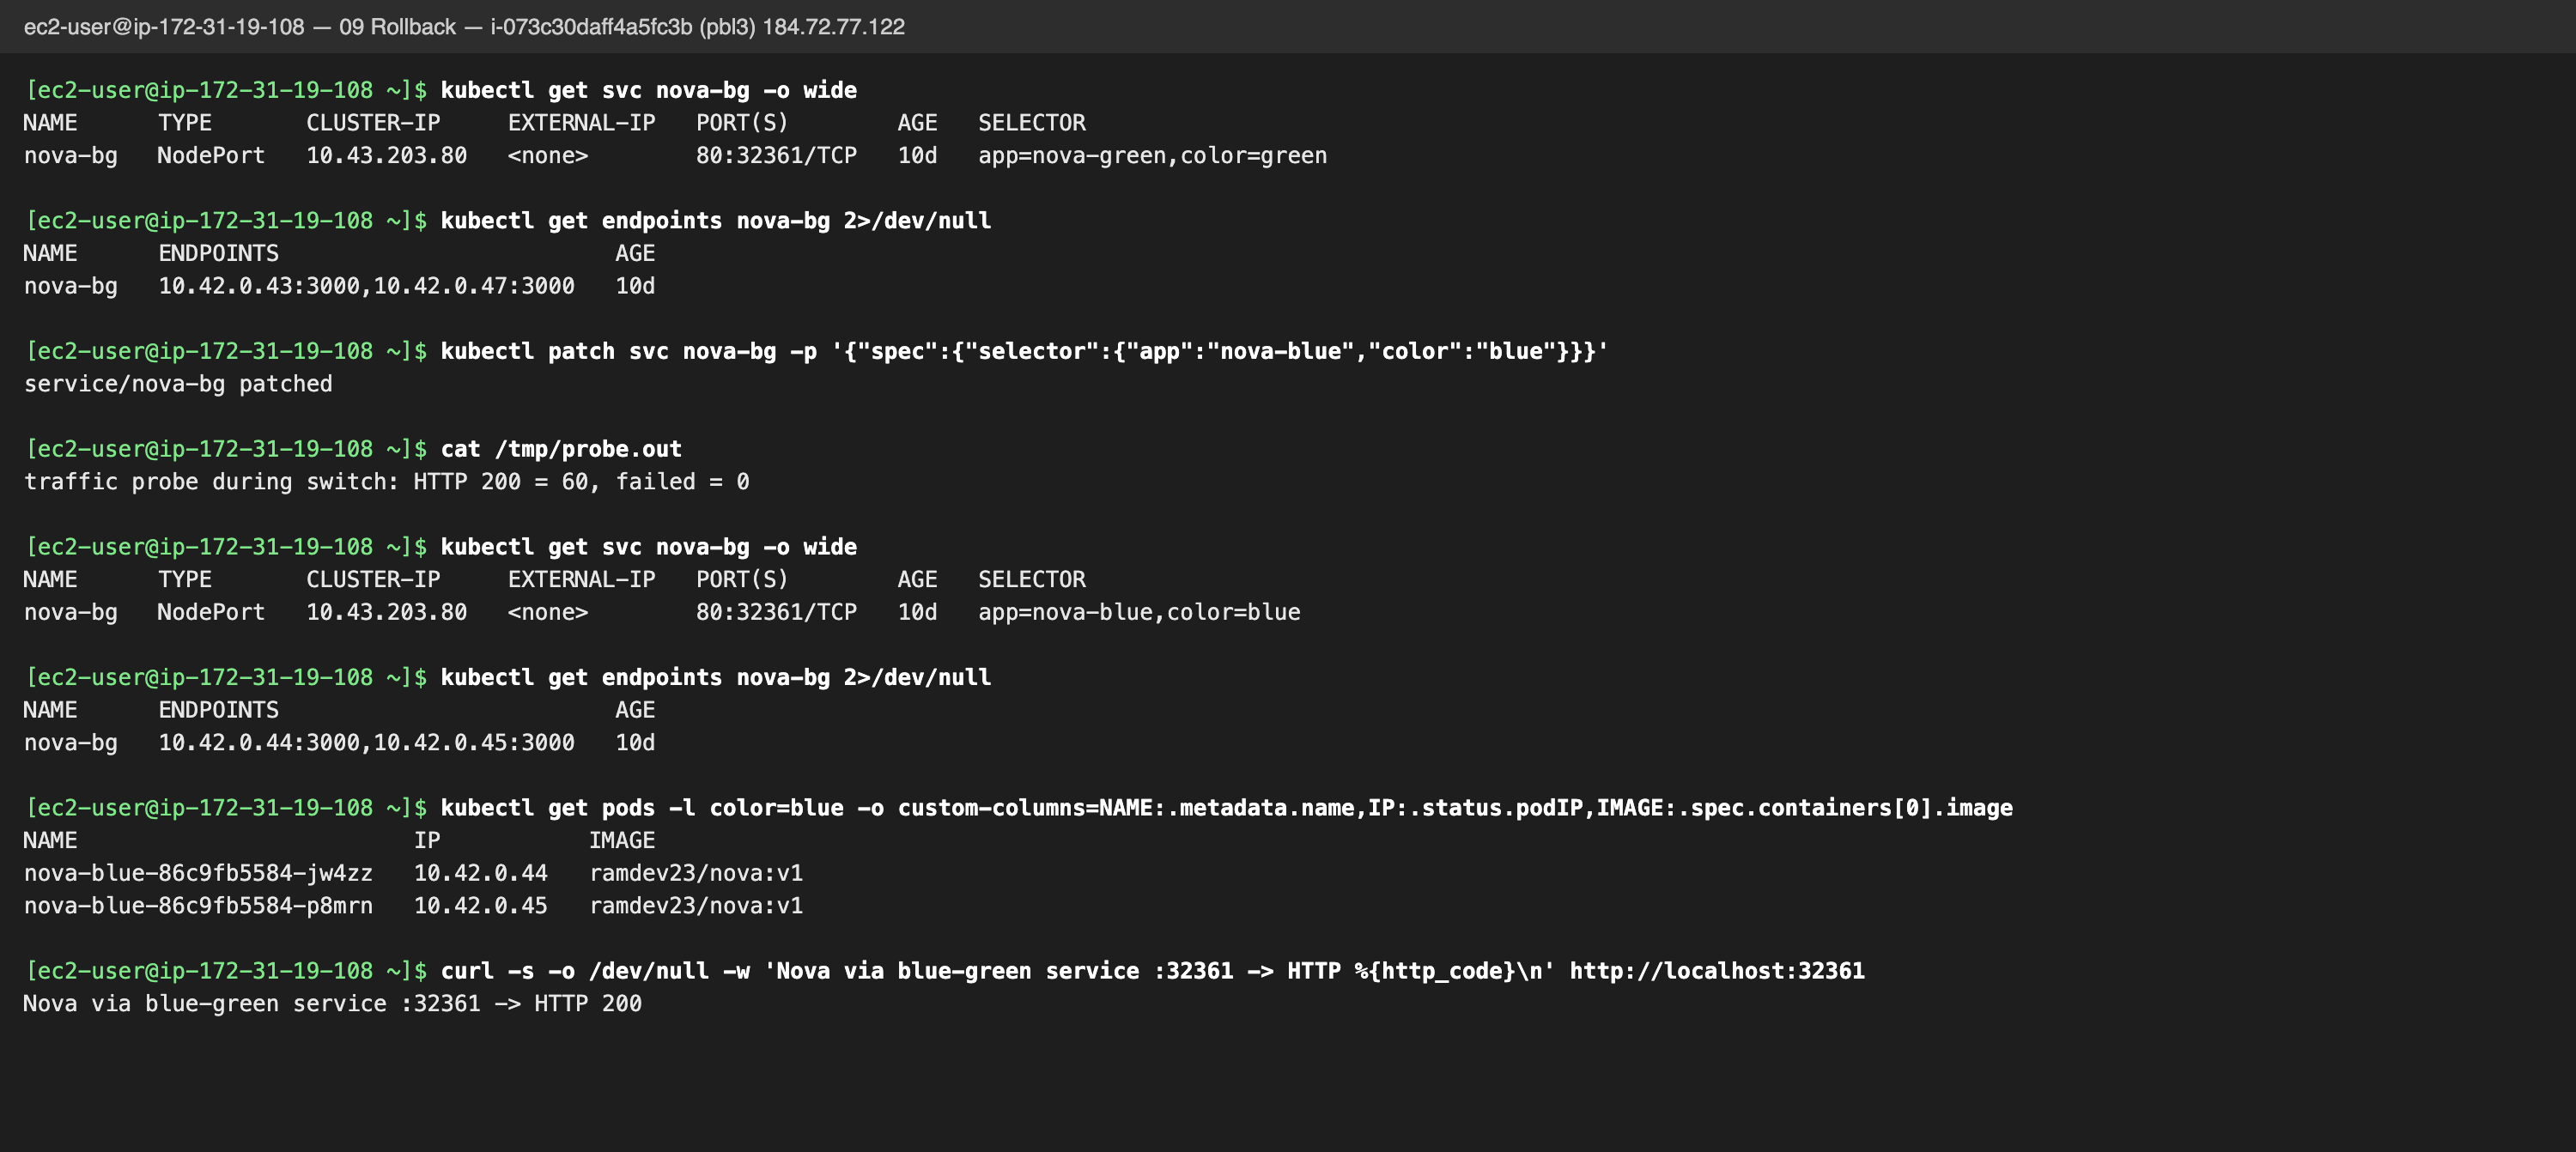 ec2-user@ip-172-31-19-108 — 09 Rollback — i-073c30daff4a5fc3b (pbl3) 184.72.77.122
[ec2-user@ip-172-31-19-108 ~]$ kubectl get svc nova-bg -o wide
NAME      TYPE       CLUSTER-IP     EXTERNAL-IP   PORT(S)        AGE   SELECTOR
nova-bg   NodePort   10.43.203.80   <none>        80:32361/TCP   10d   app=nova-green,color=green
[ec2-user@ip-172-31-19-108 ~]$ kubectl get endpoints nova-bg 2>/dev/null
NAME      ENDPOINTS                         AGE
nova-bg   10.42.0.43:3000,10.42.0.47:3000   10d
[ec2-user@ip-172-31-19-108 ~]$ kubectl patch svc nova-bg -p '{"spec":{"selector":{"app":"nova-blue","color":"blue"}}}'
service/nova-bg patched
[ec2-user@ip-172-31-19-108 ~]$ cat /tmp/probe.out
traffic probe during switch: HTTP 200 = 60, failed = 0
[ec2-user@ip-172-31-19-108 ~]$ kubectl get svc nova-bg -o wide
NAME      TYPE       CLUSTER-IP     EXTERNAL-IP   PORT(S)        AGE   SELECTOR
nova-bg   NodePort   10.43.203.80   <none>        80:32361/TCP   10d   app=nova-blue,color=blue
[ec2-user@ip-172-31-19-108 ~]$ kubectl get endpoints nova-bg 2>/dev/null
NAME      ENDPOINTS                         AGE
nova-bg   10.42.0.44:3000,10.42.0.45:3000   10d
[ec2-user@ip-172-31-19-108 ~]$ kubectl get pods -l color=blue -o custom-columns=NAME:.metadata.name,IP:.status.podIP,IMAGE:.spec.containers[0].image
NAME                         IP           IMAGE
nova-blue-86c9fb5584-jw4zz   10.42.0.44   ramdev23/nova:v1
nova-blue-86c9fb5584-p8mrn   10.42.0.45   ramdev23/nova:v1
[ec2-user@ip-172-31-19-108 ~]$ curl -s -o /dev/null -w 'Nova via blue-green service :32361 -> HTTP %{http_code}\n' http://localhost:32361
Nova via blue-green service :32361 -> HTTP 200